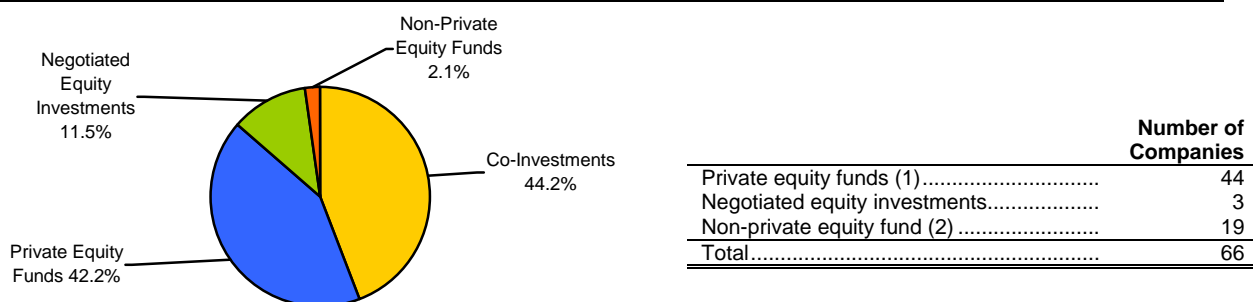 Non-Private
Equity Funds
2.1%
Negotiated
Equity
Investments
11.5%
Co-Investments
44.2%
Private Equity
Funds 42.2%
Number of
Companies
Private equity funds (1).............................. 44
Negotiated equity investments................... 3
Non-private equity fund (2) ........................ 19
Total........................................................... 66